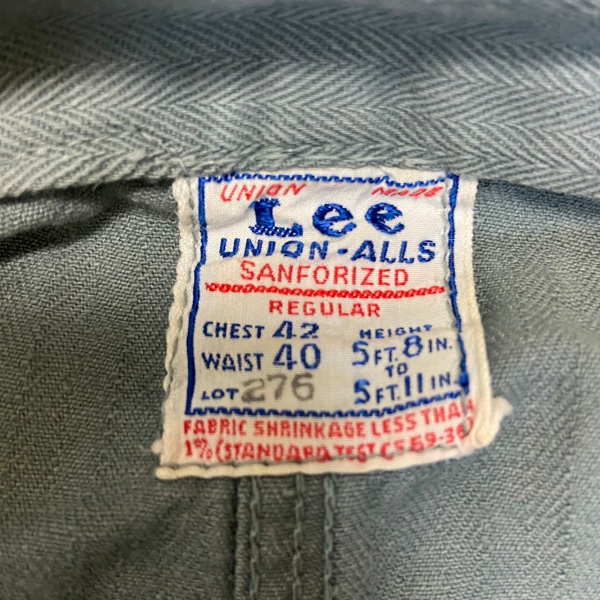 UNION MADE
Lee
UNION-ALLS
SANFORIZED
REGULAR
CHEST 42 HEIGHT
WAIST 40 5 FT. 8 IN.
TO
LOT 276 5 FT. 11 IN.
FABRIC SHRINKAGE LESS THAN
1% (STANDARD TEST CS 59-